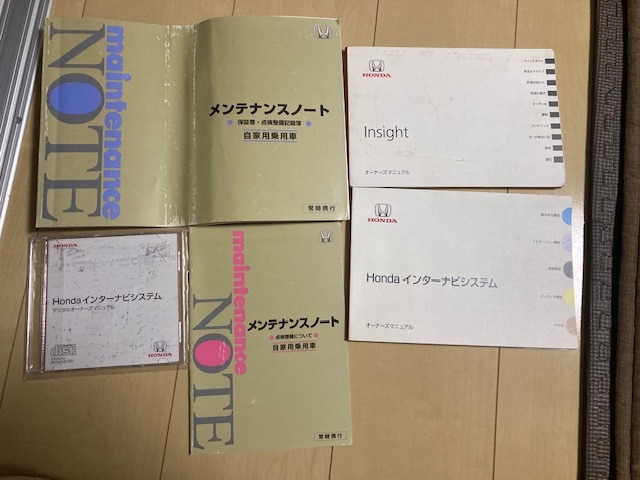 maintenance
NOTE
メンテナンスノート
保証書・点検整備記録簿
自家用乗用車
常時携行
HONDA
Insight
オーナーズマニュアル
HONDA
Honda インターナビシステム
オーナーズマニュアル
HONDA
Honda インターナビシステム
デジタルオーナーズマニュアル
HONDA
maintenance
NOTE
メンテナンスノート
点検整備について
自家用乗用車
常時携行